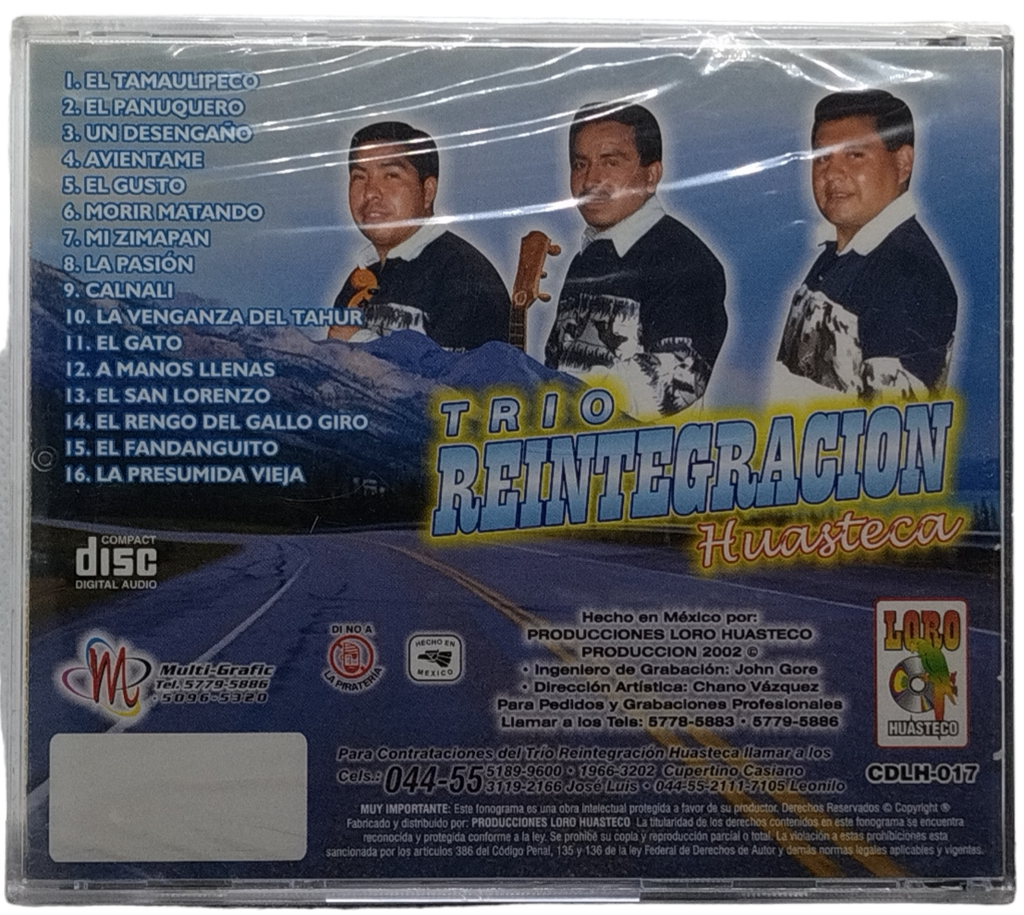 1. EL TAMAULIPECO
2. EL PANUQUERO
3. UN DESENGAÑO
4. AVIENTAME
5. EL GUSTO
6. MORIR MATANDO
7. MI ZIMAPAN
8. LA PASIÓN
9. CALNALI
10. LA VENGANZA DEL TAHUR
11. EL GATO
12. A MANOS LLENAS
13. EL SAN LORENZO
14. EL RENGO DEL GALLO GIRO
15. EL FANDANGUITO
16. LA PRESUMIDA VIEJA
TRIO
REINTEGRACION
Huasteca
COMPACT
disc
DIGITAL AUDIO
M
Multi-Grafic
Tel. 5779-5886
· 5096-5320
DI NO A
LA PIRATERIA
HECHO EN
MEXICO
Hecho en México por:
PRODUCCIONES LORO HUASTECO
PRODUCCION 2002 ©
· Ingeniero de Grabación: John Gore
· Dirección Artística: Chano Vázquez
Para Pedidos y Grabaciones Profesionales
Llamar a los Tels: 5778-5883 · 5779-5886
LORO
HUASTECO
CDLH-017
Para Contrataciones del Trío Reintegración Huasteca llamar a los
Cels.: 044-55 5189-9600 · 1966-3202 Cupertino Casiano
3119-2166 José Luis · 044-55-2111-7105 Leonilo
MUY IMPORTANTE: Este fonograma es una obra intelectual protegida a favor de su productor. Derechos Reservados © Copyright ®
Fabricado y distribuido por: PRODUCCIONES LORO HUASTECO La titularidad de los derechos contenidos en este fonograma se encuentra
reconocida y protegida conforme a la ley. Se prohibe su copia y reproducción parcial o total. La violación a estas prohibiciones esta
sancionada por los articulos 386 del Código Penal, 135 y 136 de la ley Federal de Derechos de Autor y demás normas legales aplicables y vigentes.